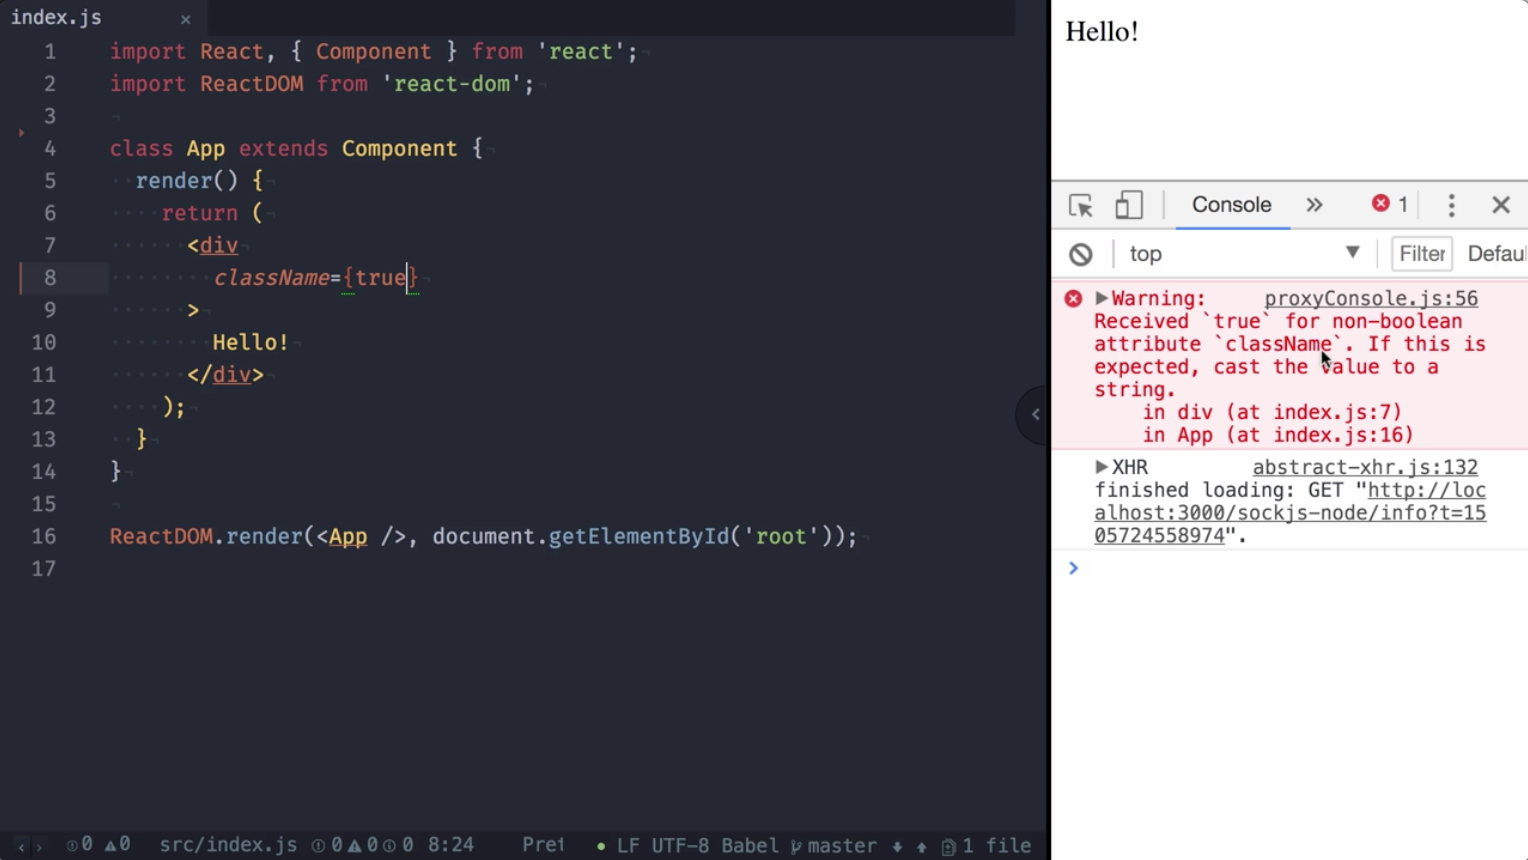 index.js ×
1 import React, { Component } from 'react';
2 import ReactDOM from 'react-dom';
3
4 class App extends Component {
5 render() {
6 return (
7 <div
8 className={true}
9 >
10 Hello!
11 </div>
12 );
13 }
14 }
15
16 ReactDOM.render(<App />, document.getElementById('root'));
17
0 0 src/index.js 0 0 0 8:24 Pret LF UTF-8 Babel master 1 file
Hello!
Console » 1
top Filter Defau
Warning: proxyConsole.js:56
Received `true` for non-boolean
attribute `className`. If this is
expected, cast the value to a
string.
in div (at index.js:7)
in App (at index.js:16)
XHR abstract-xhr.js:132
finished loading: GET "http://loc
alhost:3000/sockjs-node/info?t=15
05724558974".